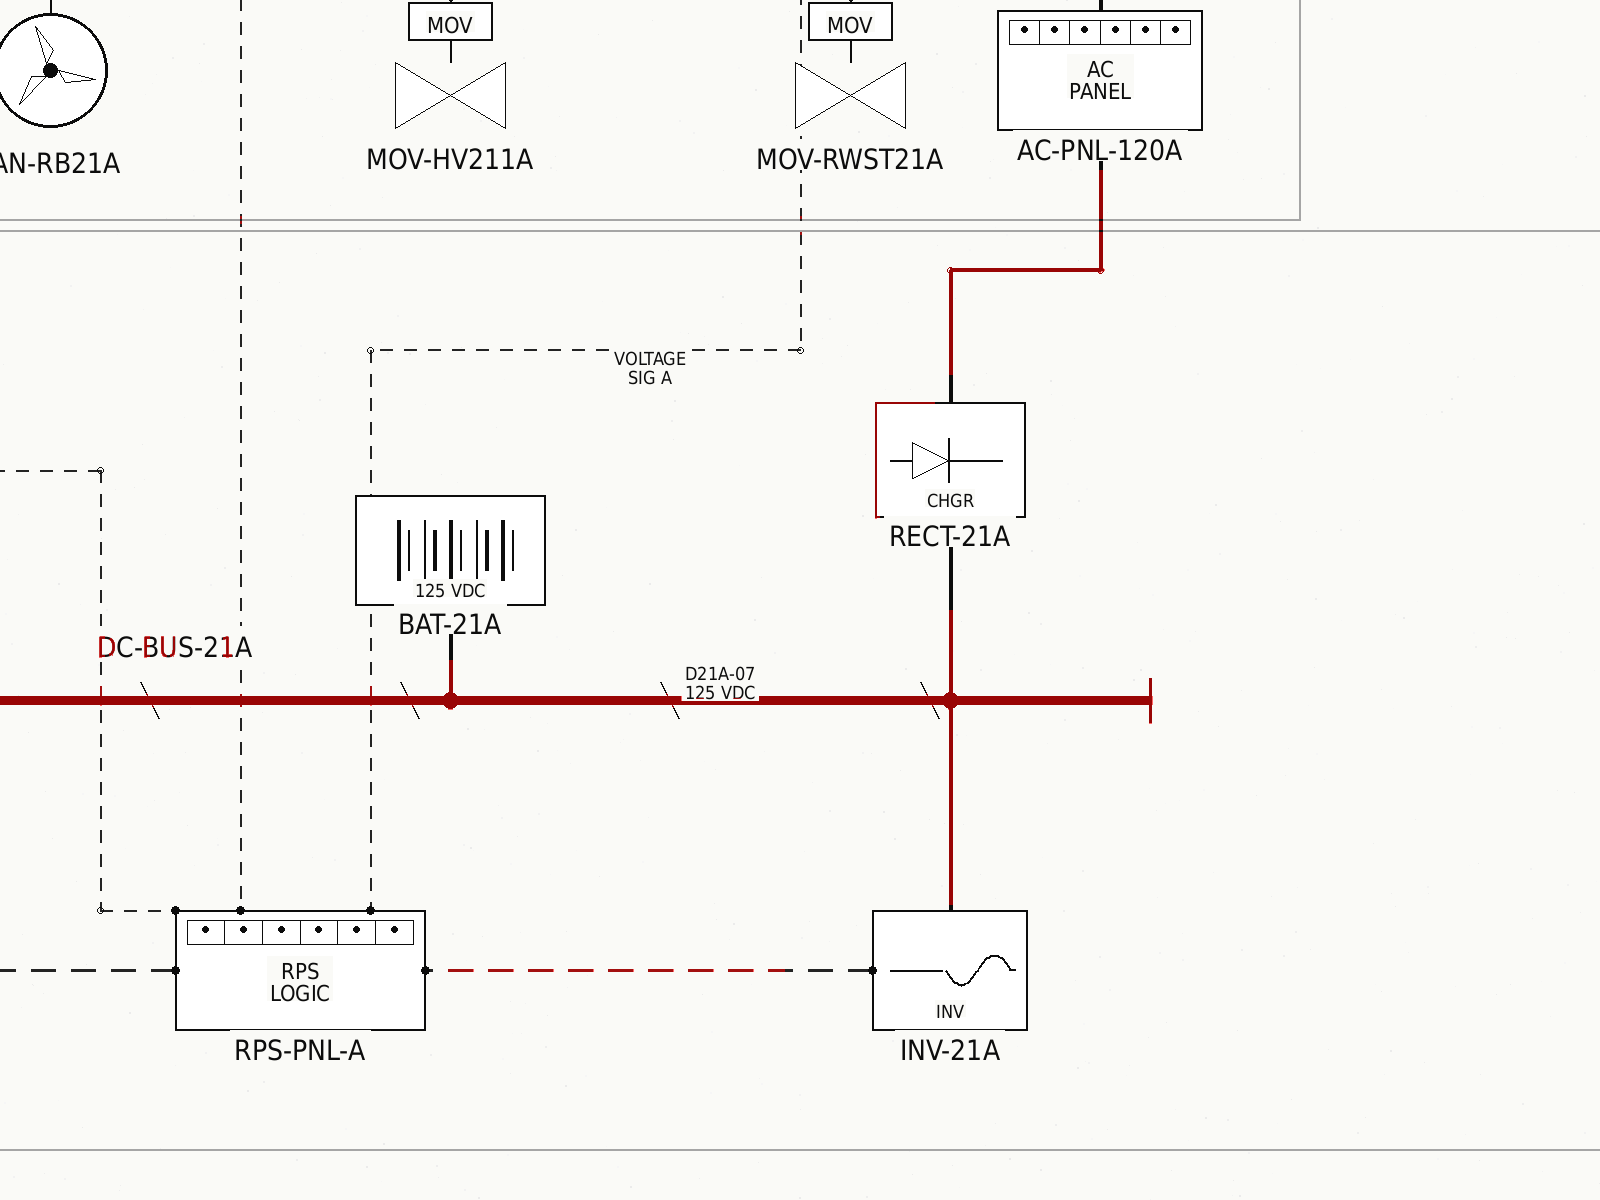 MOV
MOV
AC
PANEL
AN-RB21A
MOV-HV211A
MOV-RWST21A
AC-PNL-120A
VOLTAGE
SIG A
CHGR
RECT-21A
125 VDC
BAT-21A
DC-BUS-21A
D21A-07
125 VDC
RPS
LOGIC
INV
RPS-PNL-A
INV-21A